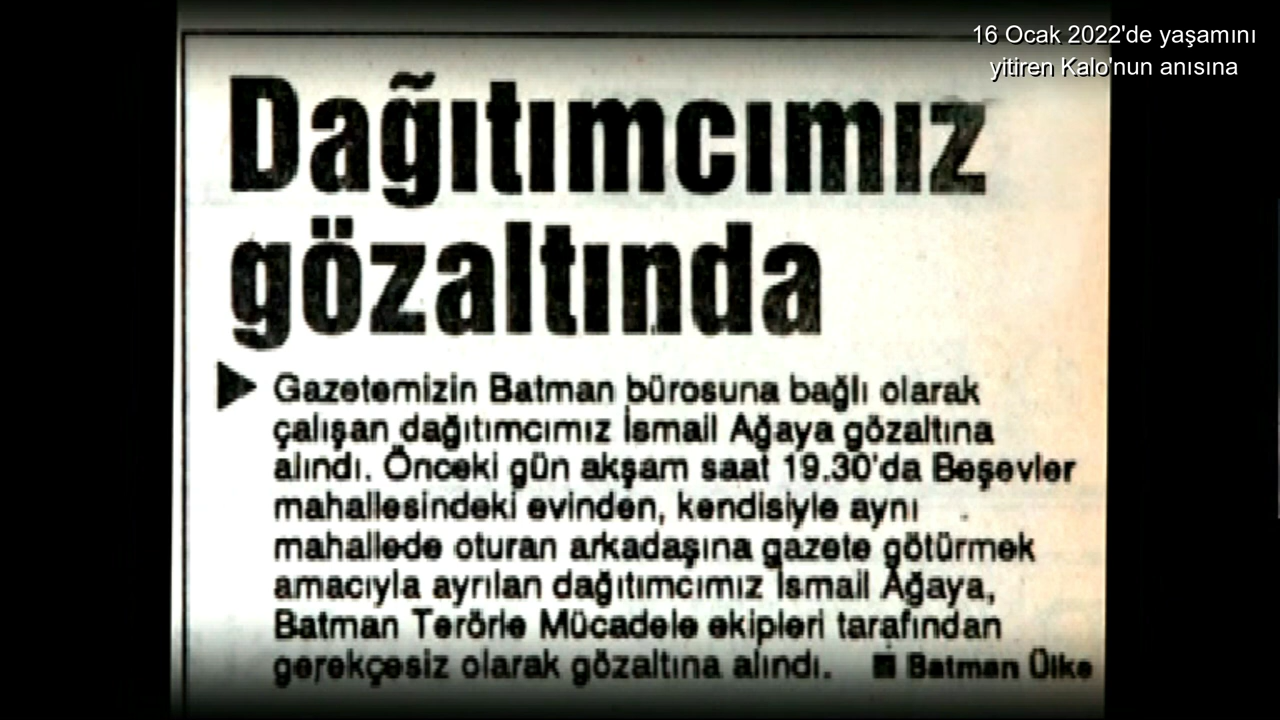 16 Ocak 2022'de yaşamını
yitiren Kalo'nun anısına
Dağıtımcımız
gözaltında
Gazetemizin Batman bürosuna bağlı olarak
çalışan dağıtımcımız İsmail Ağaya gözaltına
alındı. Önceki gün akşam saat 19.30'da Beşevler
mahallesindeki evinden, kendisiyle aynı
mahallede oturan arkadaşına gazete götürmek
amacıyla ayrılan dağıtımcımız İsmail Ağaya,
Batman Terörle Mücadele ekipleri tarafından
gerekçesiz olarak gözaltına alındı. ■ Batman Ülke